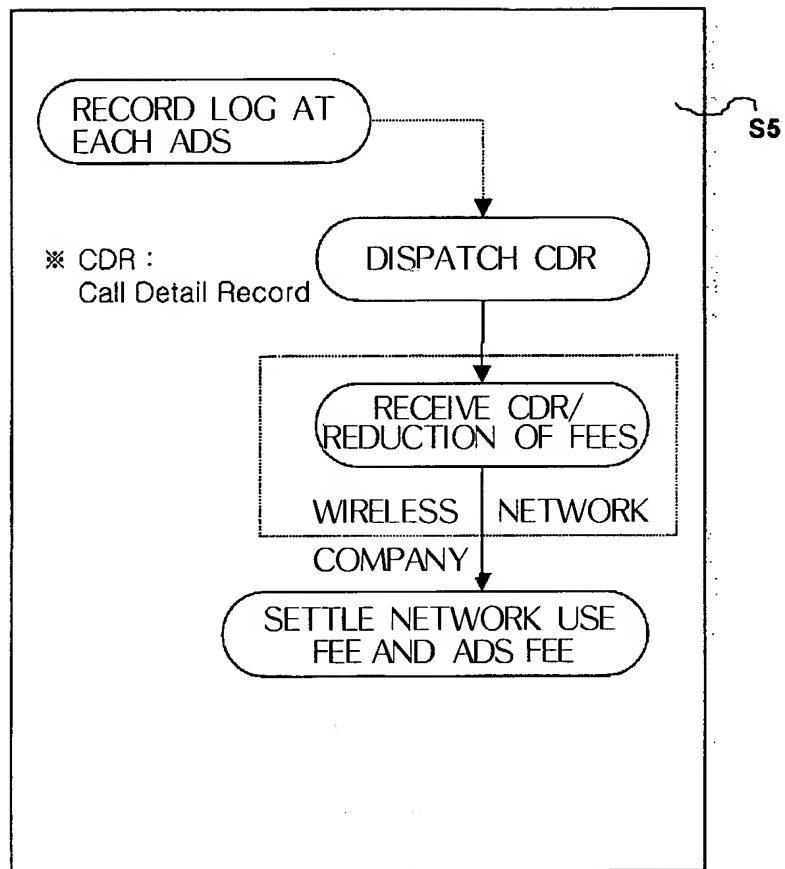 RECORD LOG AT
EACH ADS
S5
DISPATCH CDR
※ CDR :
Call Detail Record
RECEIVE CDR/
REDUCTION OF FEES
WIRELESS NETWORK
COMPANY
SETTLE NETWORK USE
FEE AND ADS FEE